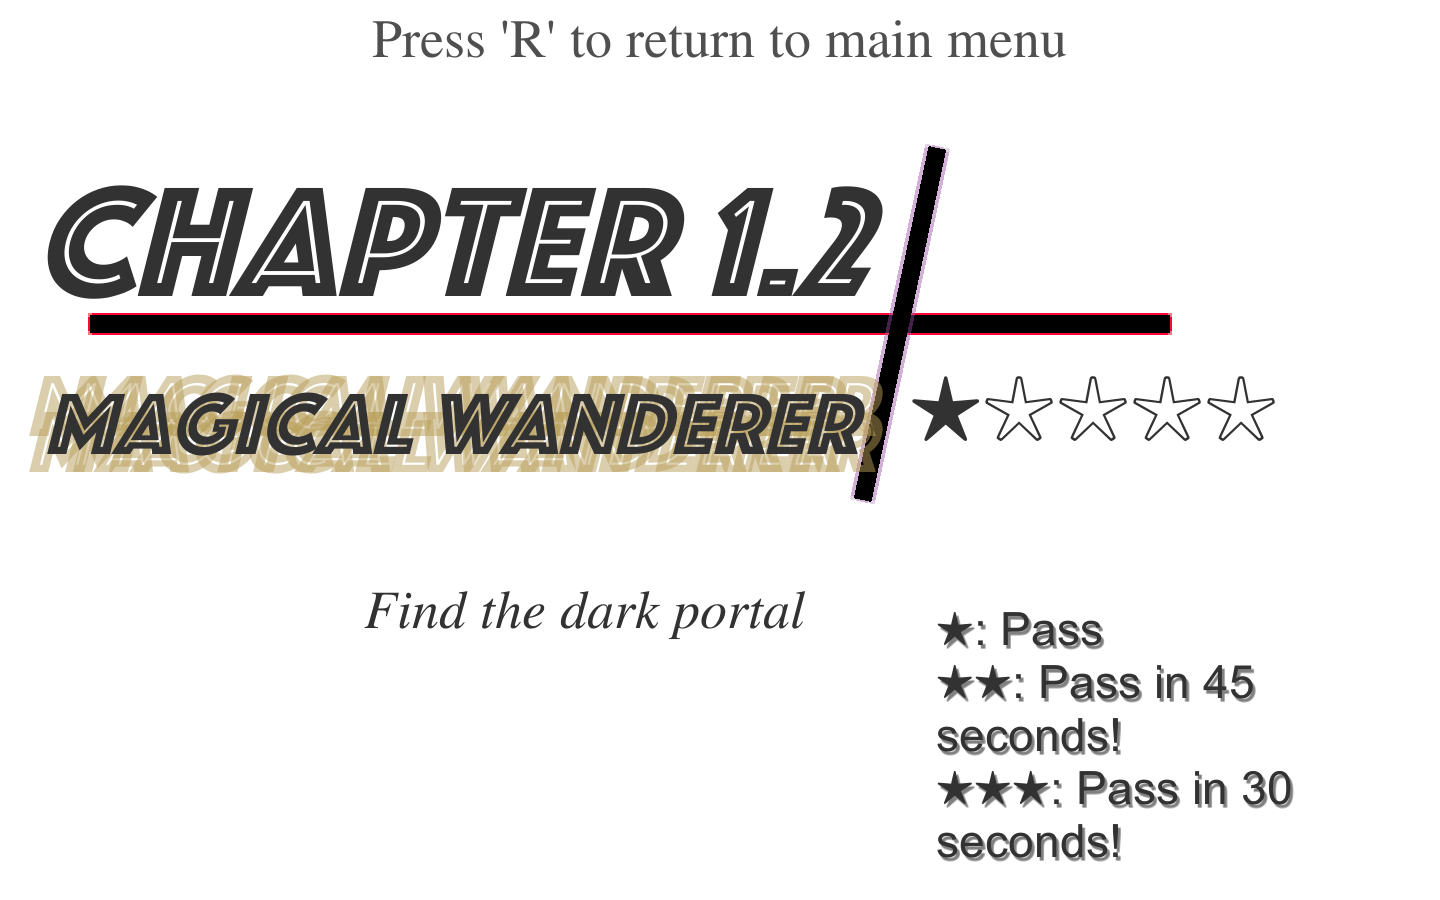 Press 'R' to return to main menu
CHAPTER 1.2
MAGICAL WANDERER ★☆☆☆☆
Find the dark portal
★: Pass
★★: Pass in 45
seconds!
★★★: Pass in 30
seconds!